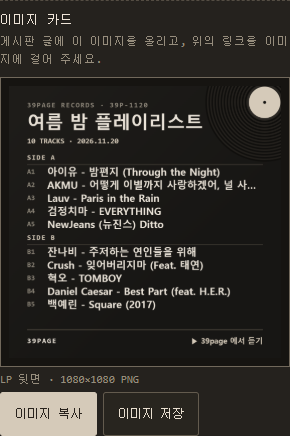 이미지 카드
게시판 글에 이 이미지를 올리고, 위의 링크를 이미
지에 걸어 주세요.
39PAGE RECORDS · 39P-1120
여름 밤 플레이리스트
10 TRACKS · 2026.11.20
SIDE A
A1 아이유 - 밤편지 (Through the Night)
A2 AKMU - 어떻게 이별까지 사랑하겠어, 널 사...
A3 Lauv - Paris in the Rain
A4 검정치마 - EVERYTHING
A5 NewJeans (뉴진스) Ditto
SIDE B
B1 잔나비 - 주저하는 연인들을 위해
B2 Crush - 잊어버리지마 (Feat. 태연)
B3 혁오 - TOMBOY
B4 Daniel Caesar - Best Part (feat. H.E.R.)
B5 백예린 - Square (2017)
39PAGE ▶ 39page 에서 듣기
LP 뒷면 · 1080×1080 PNG
이미지 복사 이미지 저장